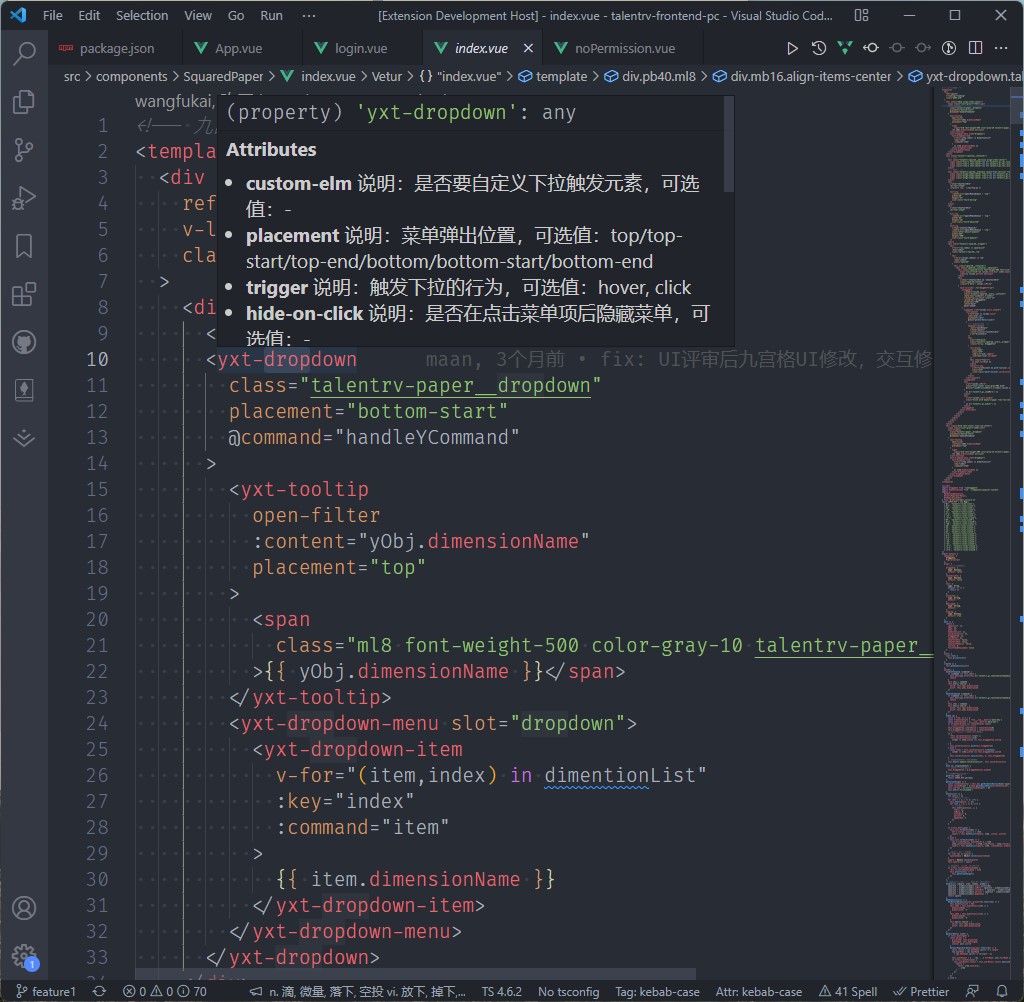 File Edit Selection View Go Run ··· [Extension Development Host] - index.vue - talentrv-frontend-pc - Visual Studio Cod...
package.json App.vue login.vue index.vue noPermission.vue
src > components > SquaredPaper > index.vue > Vetur > {} "index.vue" > template > div.pb40.ml8 > div.mb16.align-items-center > yxt-dropdown.ta
wangfukai,
1 <!--
2 <templa
3 <div
4 ref
5 v-l
6 cla
7 >
8 <di
9 <
(property) 'yxt-dropdown': any
Attributes
• custom-elm 说明：是否要自定义下拉触发元素，可选
值：-
• placement 说明：菜单弹出位置，可选值：top/top-
start/top-end/bottom/bottom-start/bottom-end
• trigger 说明：触发下拉的行为，可选值：hover, click
• hide-on-click 说明：是否在点击菜单项后隐藏菜单，可
选值：-
10 <yxt-dropdown maan, 3个月前 • fix: UI评审后九宫格UI修改，交互修
11 class="talentrv-paper__dropdown"
12 placement="bottom-start"
13 @command="handleYCommand"
14 >
15 <yxt-tooltip
16 open-filter
17 :content="yObj.dimensionName"
18 placement="top"
19 >
20 <span
21 class="ml8 font-weight-500 color-gray-10 talentrv-paper__
22 >{{ yObj.dimensionName }}</span>
23 </yxt-tooltip>
24 <yxt-dropdown-menu slot="dropdown">
25 <yxt-dropdown-item
26 v-for="(item,index) in dimentionList"
27 :key="index"
28 :command="item"
29 >
30 {{ item.dimensionName }}
31 </yxt-dropdown-item>
32 </yxt-dropdown-menu>
33 </yxt-dropdown>
1
feature1 0 0 70 n. 滴, 微量, 落下, 空投 vi. 放下, 掉下,... TS 4.6.2 No tsconfig Tag: kebab-case Attr: kebab-case 41 Spell Prettier